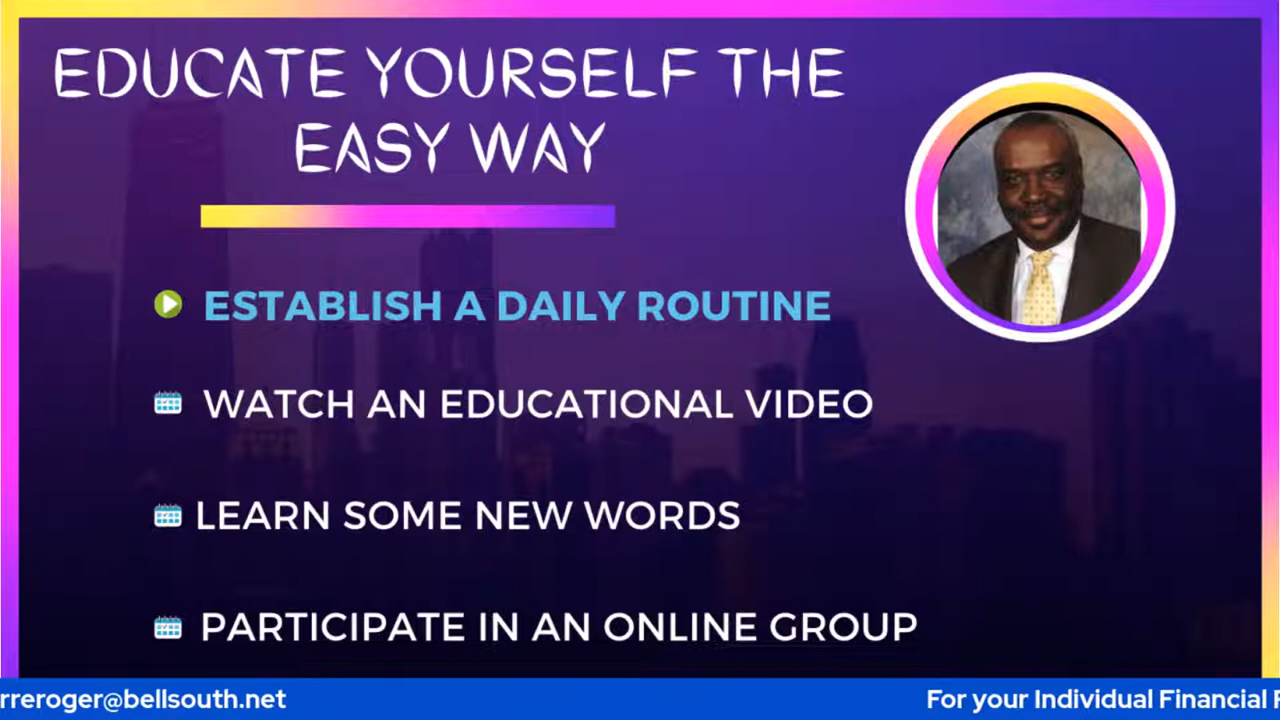 EDUCATE YOURSELF THE
EASY WAY
ESTABLISH A DAILY ROUTINE
WATCH AN EDUCATIONAL VIDEO
LEARN SOME NEW WORDS
PARTICIPATE IN AN ONLINE GROUP
rreroger@bellsouth.net
For your Individual Financial